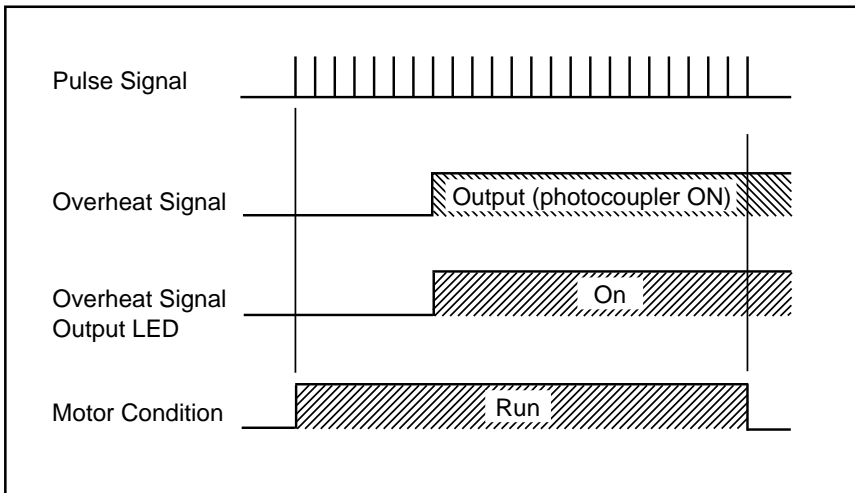 Pulse Signal
Overheat Signal
Output (photocoupler ON)
Overheat Signal
Output LED
On
Motor Condition
Run